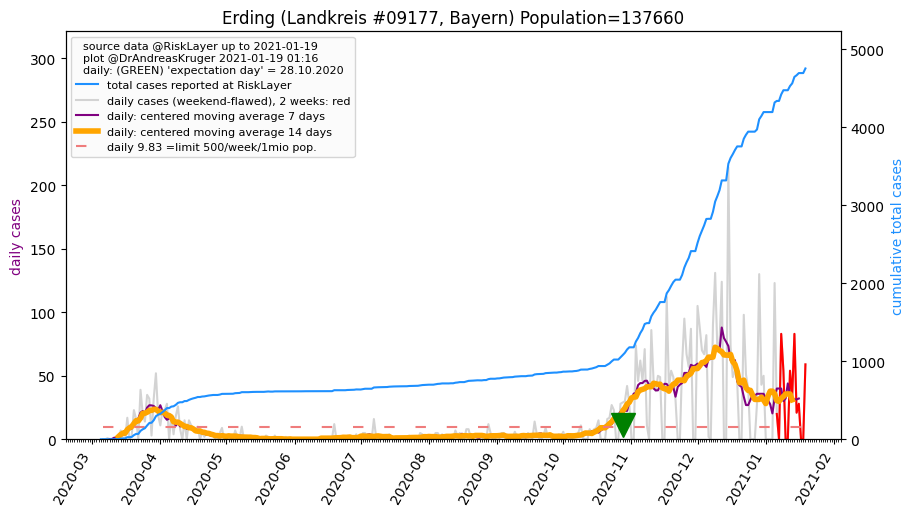 Erding (Landkreis #09177, Bayern) Population=137660
source data @RiskLayer up to 2021-01-19
plot @DrAndreasKruger 2021-01-19 01:16
daily: (GREEN) 'expectation day' = 28.10.2020
total cases reported at RiskLayer
daily cases (weekend-flawed), 2 weeks: red
daily: centered moving average 7 days
daily: centered moving average 14 days
daily 9.83 =limit 500/week/1mio pop.
daily cases
300
250
200
150
100
50
0
cumulative total cases
5000
4000
3000
2000
1000
0
2020-03
2020-04
2020-05
2020-06
2020-07
2020-08
2020-09
2020-10
2020-11
2020-12
2021-01
2021-02